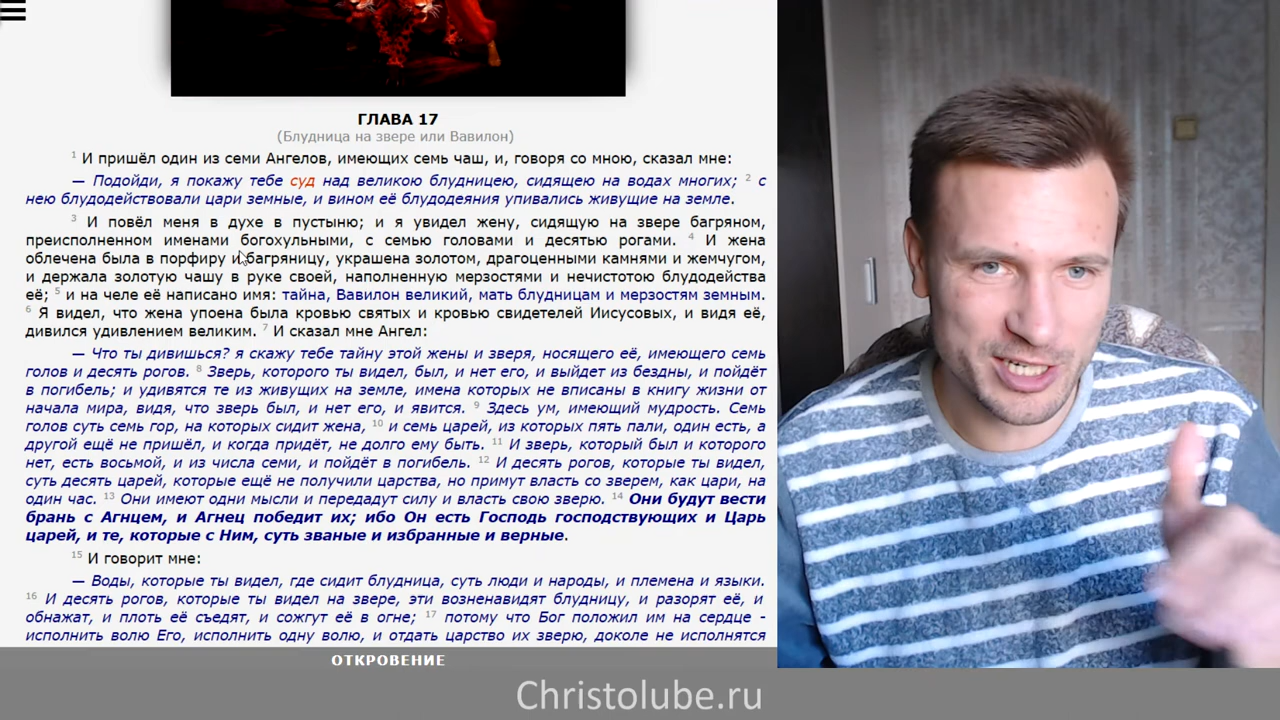 ГЛАВА 17
(Блудница на звере или Вавилон)
1 И пришёл один из семи Ангелов, имеющих семь чаш, и, говоря со мною, сказал мне:
— Подойди, я покажу тебе суд над великою блудницею, сидящею на водах многих; 2 с
нею блудодействовали цари земные, и вином её блудодеяния упивались живущие на земле.
3 И повёл меня в духе в пустыню; и я увидел жену, сидящую на звере багряном,
преисполненном именами богохульными, с семью головами и десятью рогами. 4 И жена
облечена была в порфиру и багряницу, украшена золотом, драгоценными камнями и жемчугом,
и держала золотую чашу в руке своей, наполненную мерзостями и нечистотою блудодейства
её; 5 и на челе её написано имя: тайна, Вавилон великий, мать блудницам и мерзостям земным.
6 Я видел, что жена упоена была кровью святых и кровью свидетелей Иисусовых, и видя её,
дивился удивлением великим. 7 И сказал мне Ангел:
— Что ты дивишься? я скажу тебе тайну этой жены и зверя, носящего её, имеющего семь
голов и десять рогов. 8 Зверь, которого ты видел, был, и нет его, и выйдет из бездны, и пойдёт
в погибель; и удивятся те из живущих на земле, имена которых не вписаны в книгу жизни от
начала мира, видя, что зверь был, и нет его, и явится. 9 Здесь ум, имеющий мудрость. Семь
голов суть семь гор, на которых сидит жена, 10 и семь царей, из которых пять пали, один есть, а
другой ещё не пришёл, и когда придёт, не долго ему быть. 11 И зверь, который был и которого
нет, есть восьмой, и из числа семи, и пойдёт в погибель. 12 И десять рогов, которые ты видел,
суть десять царей, которые ещё не получили царства, но примут власть со зверем, как цари, на
один час. 13 Они имеют одни мысли и передадут силу и власть свою зверю. 14 Они будут вести
брань с Агнцем, и Агнец победит их; ибо Он есть Господь господствующих и Царь
царей, и те, которые с Ним, суть званые и избранные и верные.
15 И говорит мне:
— Воды, которые ты видел, где сидит блудница, суть люди и народы, и племена и языки.
16 И десять рогов, которые ты видел на звере, эти возненавидят блудницу, и разорят её, и
обнажат, и плоть её съедят, и сожгут её в огне; 17 потому что Бог положил им на сердце -
исполнить волю Его, исполнить одну волю, и отдать царство их зверю, доколе не исполнятся
ОТКРОВЕНИЕ
Christolube.ru